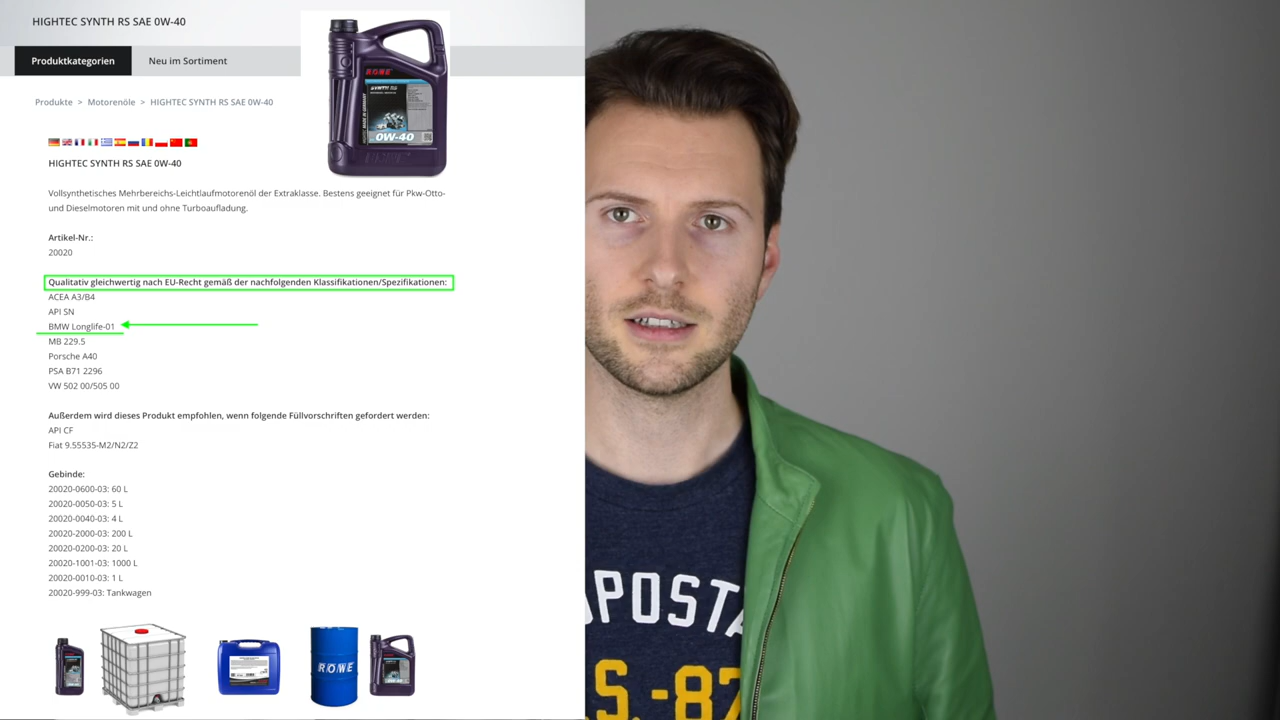 HIGHTEC SYNTH RS SAE 0W-40
Produktkategorien
Neu im Sortiment
Produkte > Motorenöle > HIGHTEC SYNTH RS SAE 0W-40
ROWE
SYNTH RS
0W-40
HIGHTEC SYNTH RS SAE 0W-40
Vollsynthetisches Mehrbereichs-Leichtlaufmotorenöl der Extraklasse. Bestens geeignet für Pkw-Otto-
und Dieselmotoren mit und ohne Turboaufladung.
Artikel-Nr.:
20020
Qualitativ gleichwertig nach EU-Recht gemäß der nachfolgenden Klassifikationen/Spezifikationen:
ACEA A3/B4
API SN
BMW Longlife-01
MB 229.5
Porsche A40
PSA B71 2296
VW 502 00/505 00
Außerdem wird dieses Produkt empfohlen, wenn folgende Füllvorschriften gefordert werden:
API CF
Fiat 9.55535-M2/N2/Z2
Gebinde:
20020-0600-03: 60 L
20020-0050-03: 5 L
20020-0040-03: 4 L
20020-2000-03: 200 L
20020-0200-03: 20 L
20020-1001-03: 1000 L
20020-0010-03: 1 L
20020-999-03: Tankwagen
ROWE
OPOSTA
S.-87